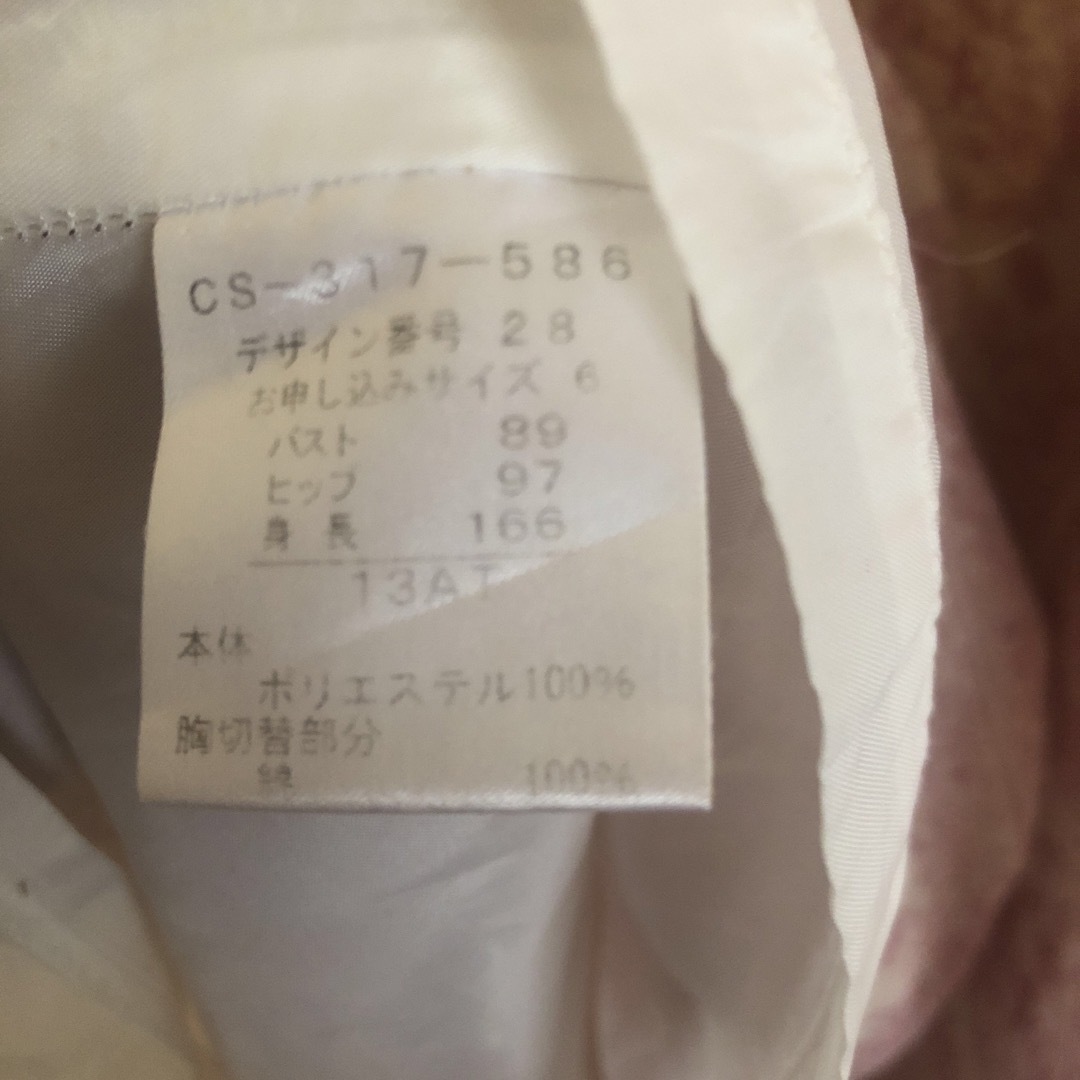 CS-317-586
デザイン番号 28
お申し込みサイズ 6
バスト 89
ヒップ 97
身長 166
13AT
本体
ポリエステル100%
胸切替部分
綿 100%